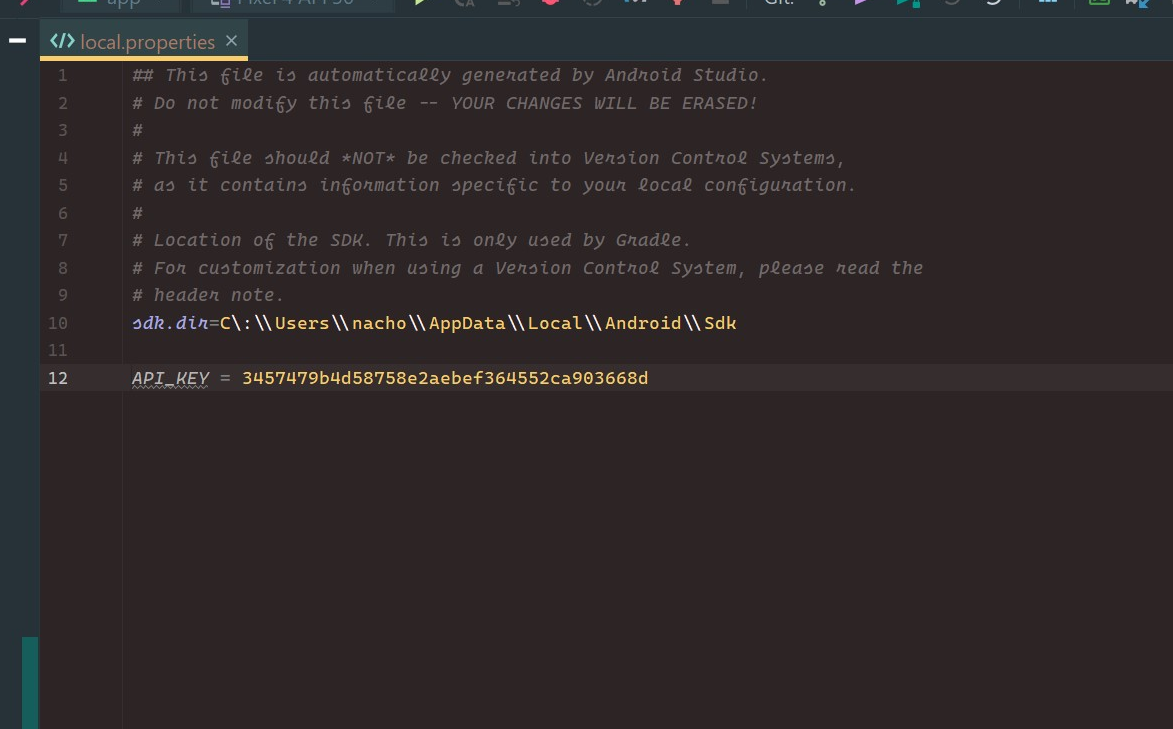 app
Git:
local.properties
1 ## This file is automatically generated by Android Studio.
2 # Do not modify this file -- YOUR CHANGES WILL BE ERASED!
3 #
4 # This file should *NOT* be checked into Version Control Systems,
5 # as it contains information specific to your local configuration.
6 #
7 # Location of the SDK. This is only used by Gradle.
8 # For customization when using a Version Control System, please read the
9 # header note.
10 sdk.dir=C\:\\Users\\nacho\\AppData\\Local\\Android\\Sdk
11
12 API_KEY = 3457479b4d58758e2aebef364552ca903668d